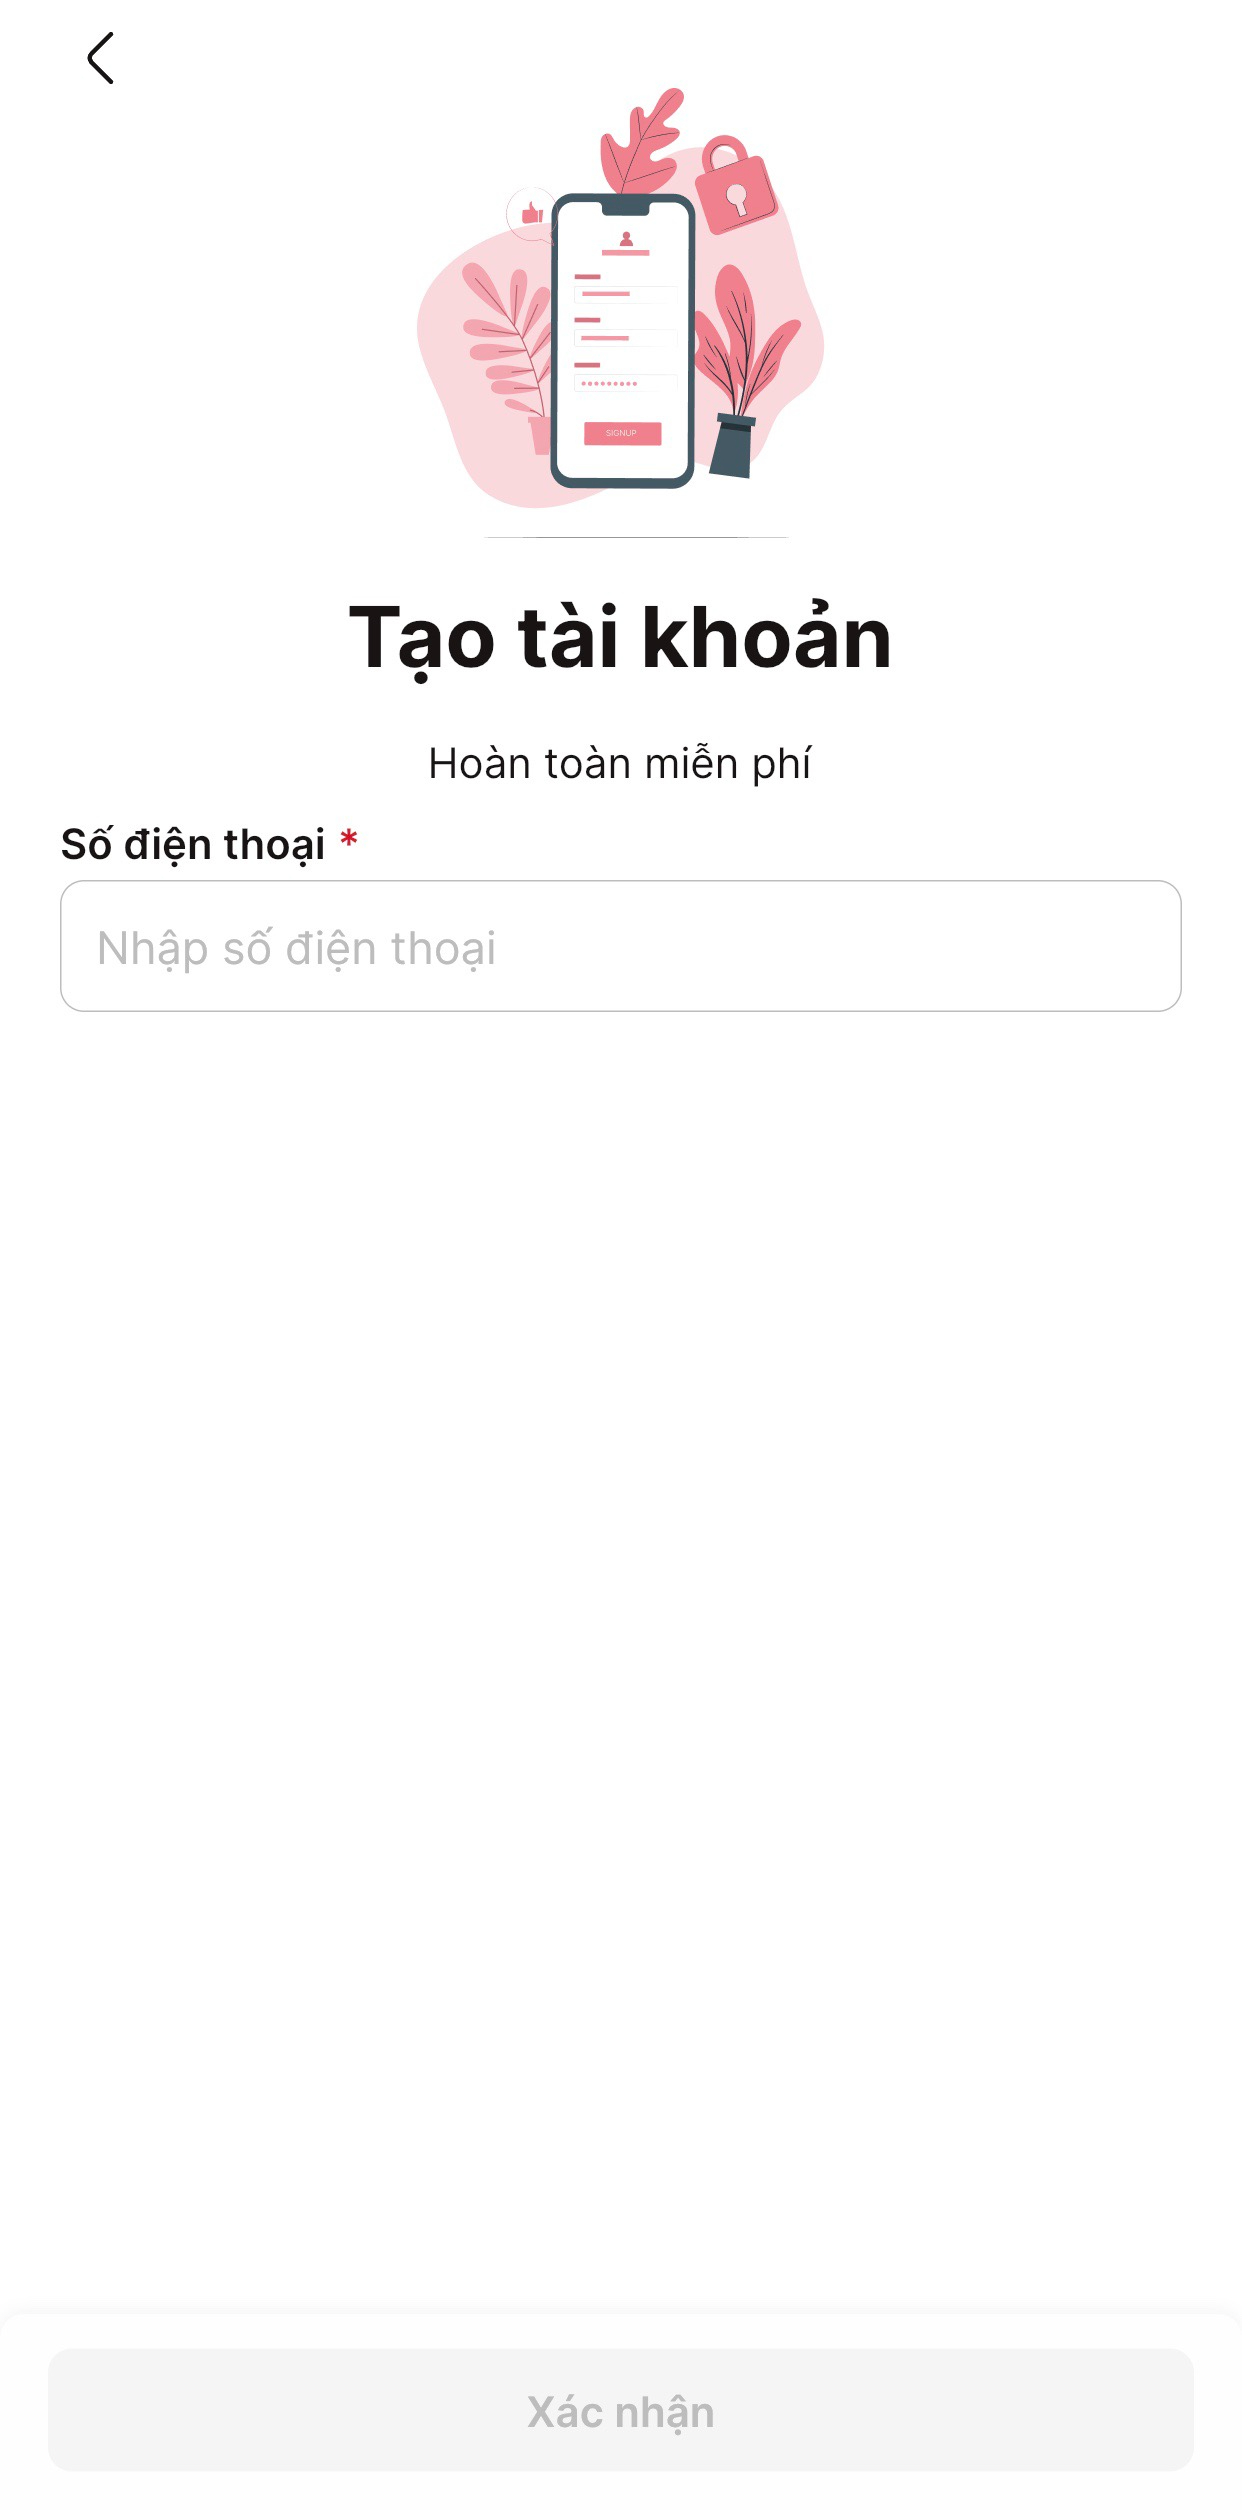 SIGNUP
Tạo tài khoản
Hoàn toàn miễn phí
Số điện thoại *
Nhập số điện thoại
Xác nhận